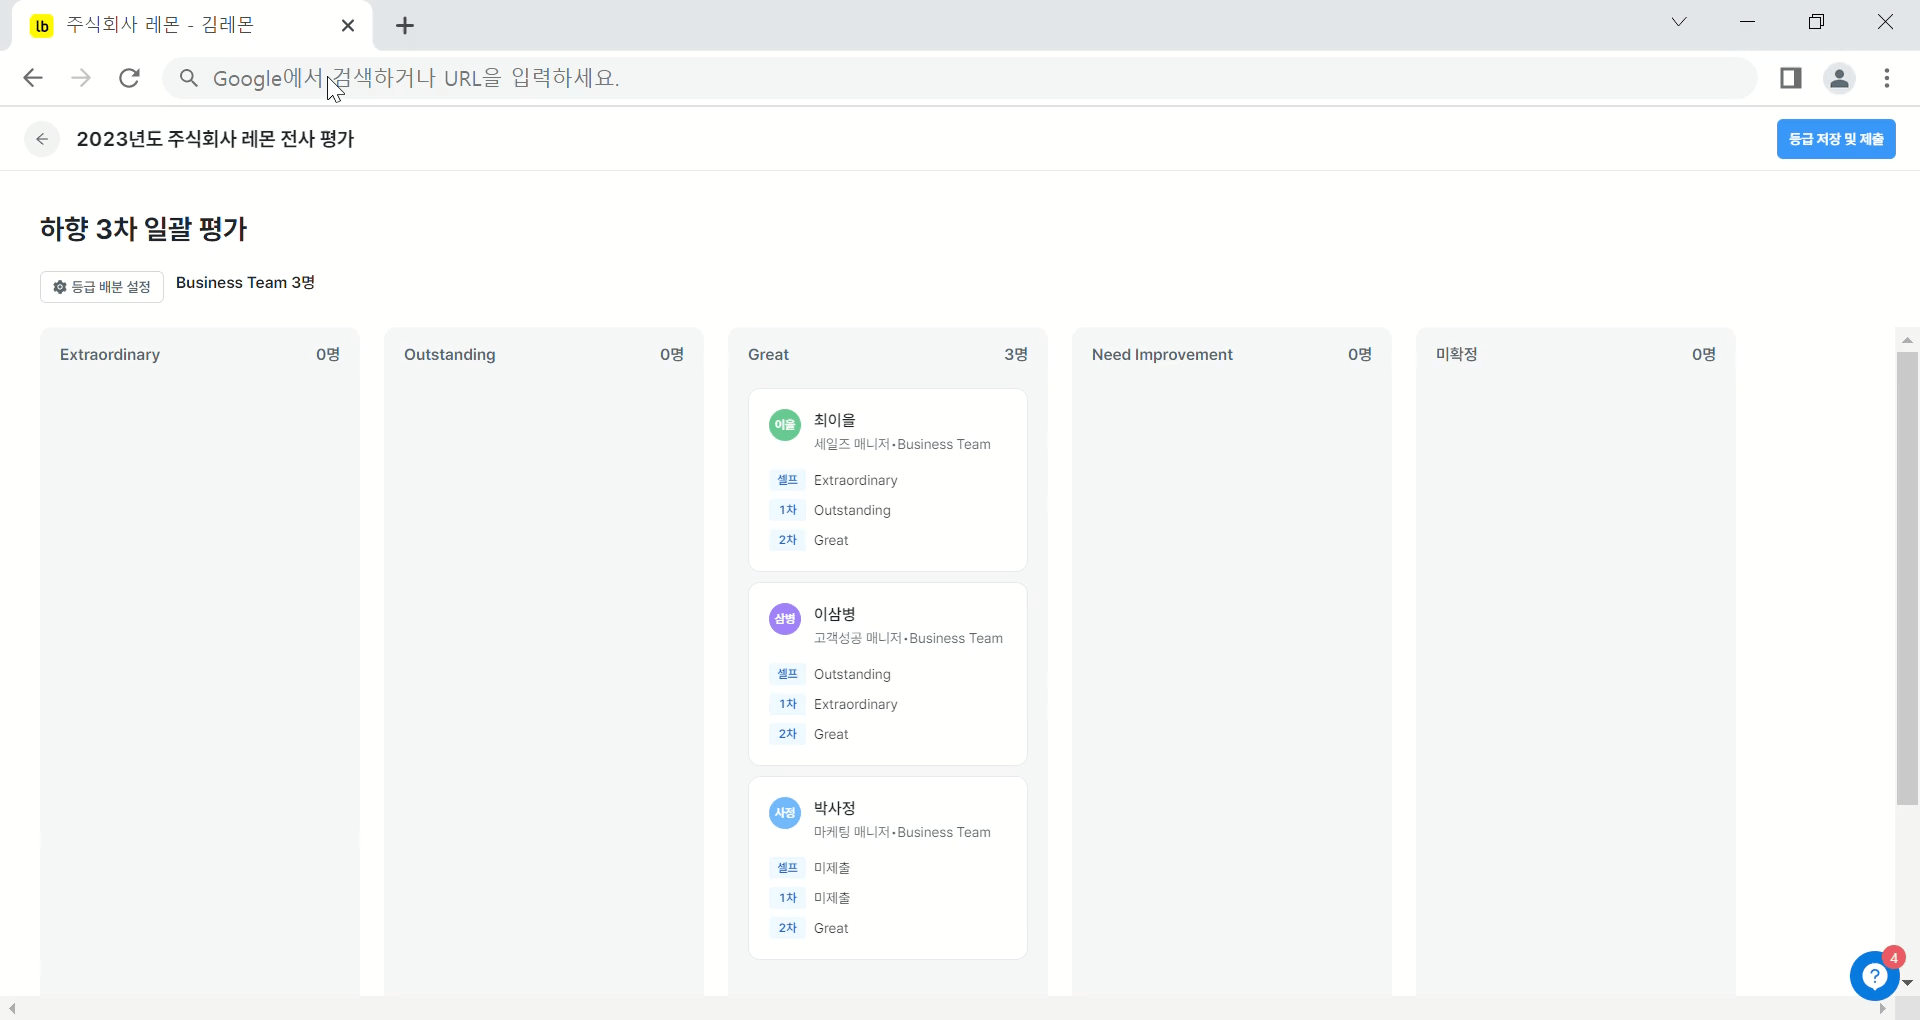 lb 주식회사 레몬 - 김레몬
Google에서 검색하거나 URL을 입력하세요.
2023년도 주식회사 레몬 전사 평가
등급 저장 및 제출
하향 3차 일괄 평가
등급 배분 설정
Business Team 3명
Extraordinary 0명
Outstanding 0명
Great 3명
Need Improvement 0명
미확정 0명
이을 최이을
세일즈 매니저•Business Team
셀프 Extraordinary
1차 Outstanding
2차 Great
삼병 이삼병
고객성공 매니저•Business Team
셀프 Outstanding
1차 Extraordinary
2차 Great
사정 박사정
마케팅 매니저•Business Team
셀프 미제출
1차 미제출
2차 Great
4
?